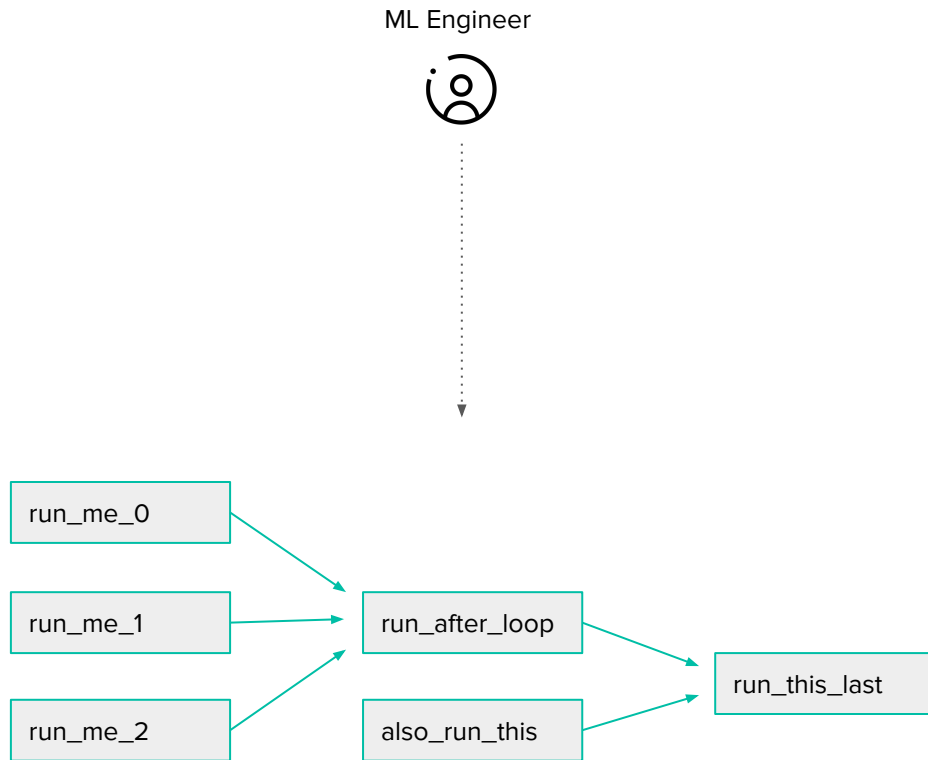 ML Engineer
run_me_0
run_me_1
run_after_loop
run_this_last
run_me_2
also_run_this